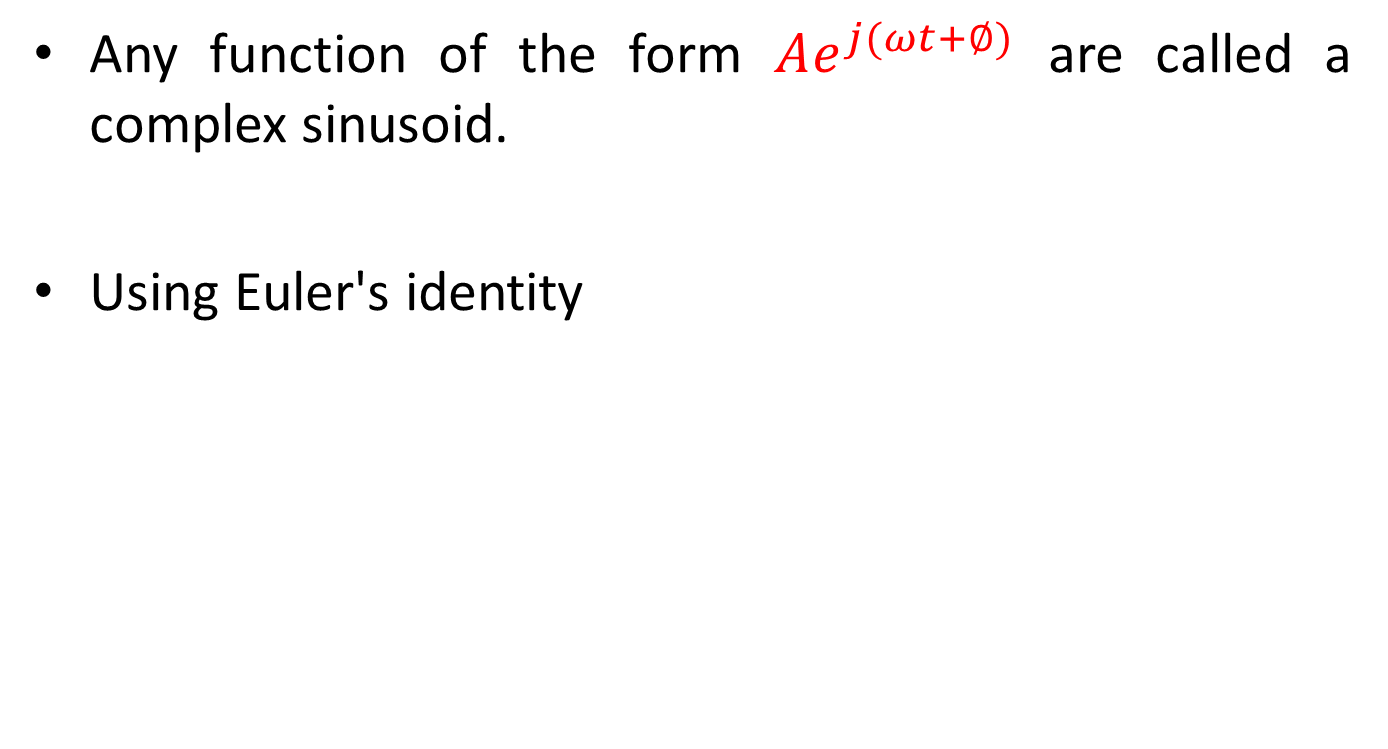 • Any function of the form Ae^{j(ωt+∅)} are called a
complex sinusoid.
• Using Euler's identity